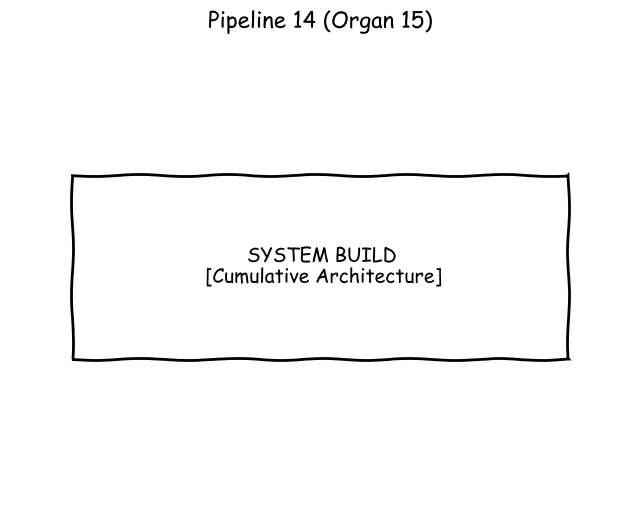 Pipeline 14 (Organ 15)
SYSTEM BUILD
[Cumulative Architecture]